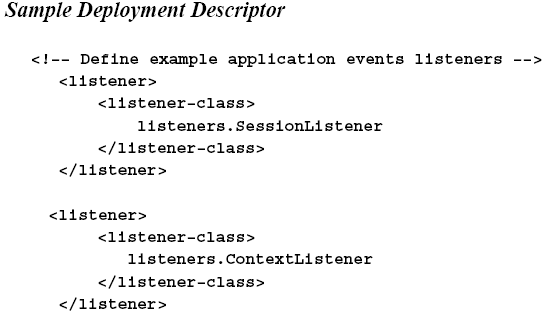 Sample Deployment Descriptor
<!-- Define example application events listeners -->
<listener>
<listener-class>
listeners.SessionListener
</listener-class>
</listener>
<listener>
<listener-class>
listeners.ContextListener
</listener-class>
</listener>